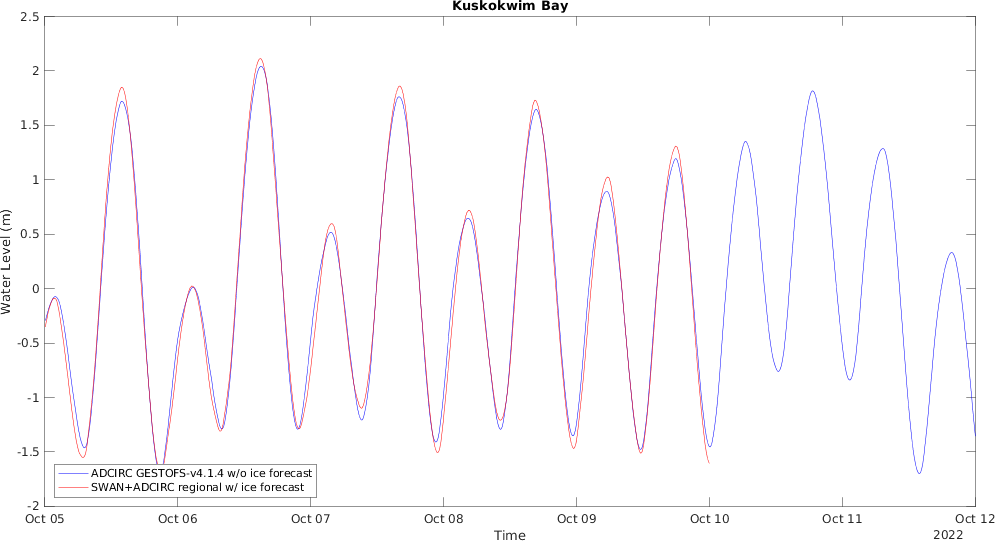 Kuskokwim Bay
2.5
2
1.5
1
0.5
0
-0.5
-1
-1.5
-2
Water Level (m)
ADCIRC GESTOFS-v4.1.4 w/o ice forecast
SWAN+ADCIRC regional w/ ice forecast
Oct 05 Oct 06 Oct 07 Oct 08 Oct 09 Oct 10 Oct 11 Oct 12
Time
2022